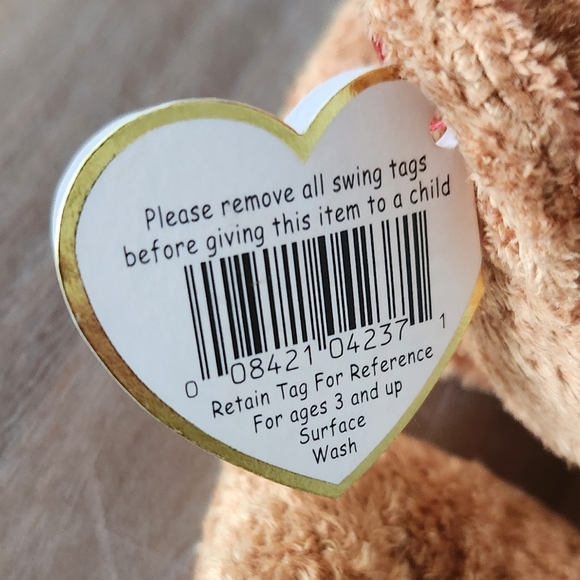 Please remove all swing tags
before giving this item to a child
0 08421 04237 1
Retain Tag For Reference
For ages 3 and up
Surface
Wash